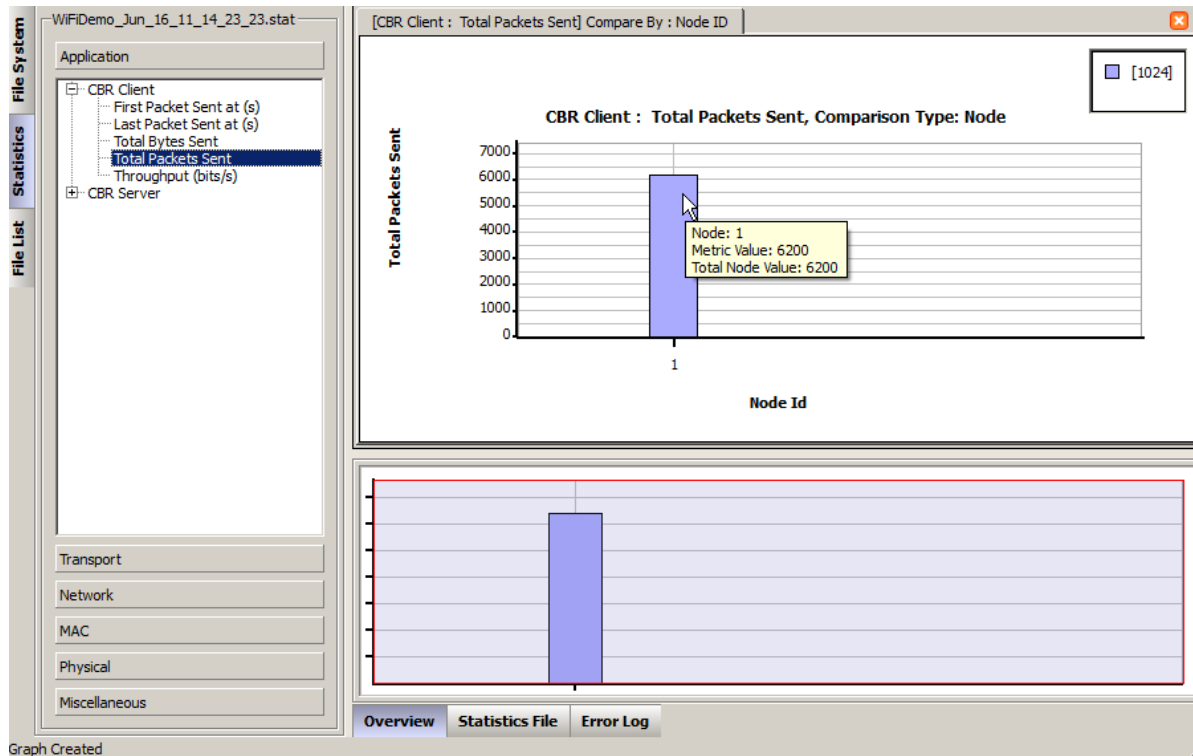 File System
Statistics
File List
WiFiDemo_Jun_16_11_14_23_23.stat
Application
CBR Client
First Packet Sent at (s)
Last Packet Sent at (s)
Total Bytes Sent
Total Packets Sent
Throughput (bits/s)
CBR Server
Transport
Network
MAC
Physical
Miscellaneous
[CBR Client : Total Packets Sent] Compare By : Node ID
[1024]
CBR Client : Total Packets Sent, Comparison Type: Node
Total Packets Sent
7000
6000
5000
4000
3000
2000
1000
0
Node: 1
Metric Value: 6200
Total Node Value: 6200
1
Node Id
Overview
Statistics File
Error Log
Graph Created